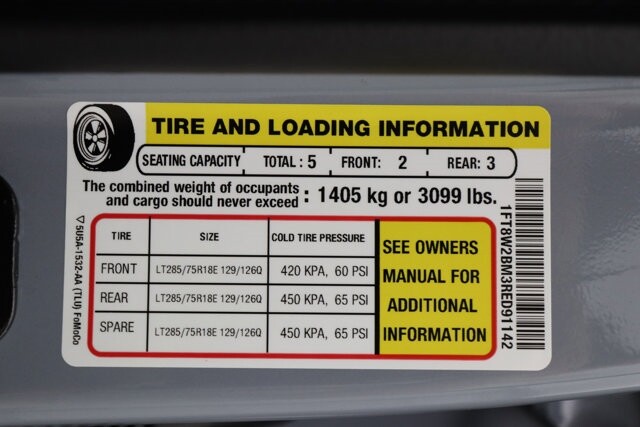 TIRE AND LOADING INFORMATION
SEATING CAPACITY TOTAL : 5 FRONT: 2 REAR: 3
The combined weight of occupants
and cargo should never exceed : 1405 kg or 3099 lbs.
TIRE SIZE COLD TIRE PRESSURE
FRONT LT285/75R18E 129/126Q 420 KPA, 60 PSI
REAR LT285/75R18E 129/126Q 450 KPA, 65 PSI
SPARE LT285/75R18E 129/126Q 450 KPA, 65 PSI
SEE OWNERS
MANUAL FOR
ADDITIONAL
INFORMATION
5U5A-1532-AA (TLU) FoMoCo
1FT8W2BM3RED91142